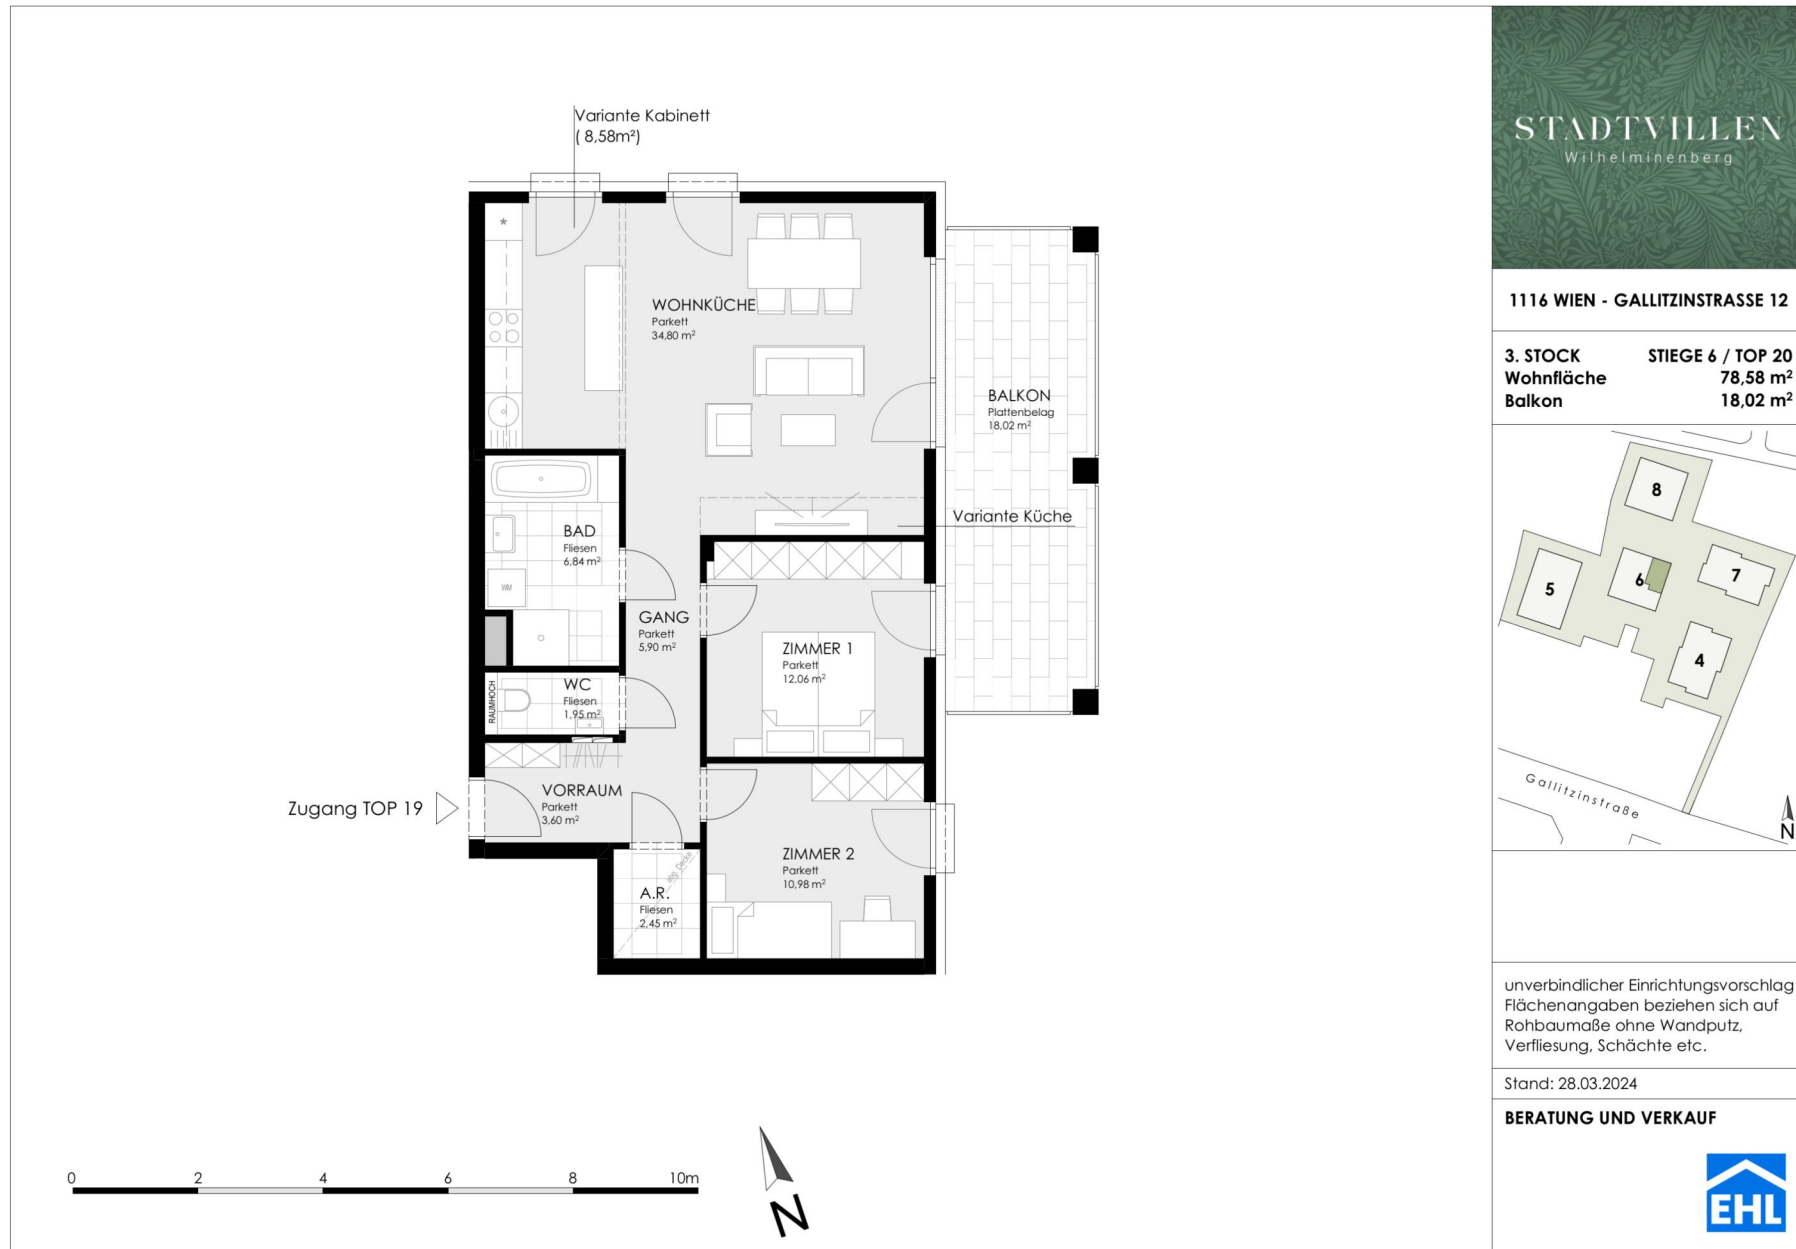 Variante Kabinett
( 8,58m²)
*
WOHNKÜCHE
Parkett
34,80 m²
BALKON
Plattenbelag
18,02 m²
Variante Küche
BAD
Fliesen
6,84 m²
WM
GANG
Parkett
5,90 m²
ZIMMER 1
Parkett
12,06 m²
RAUMHOCH
WC
Fliesen
1,95 m²
Zugang TOP 19
VORRAUM
Parkett
3,60 m²
ZIMMER 2
Parkett
10,98 m²
abg. Decke
A.R.
Fliesen
2,45 m²
0 2 4 6 8 10m
N
STADTVILLEN
Wilhelminenberg
1116 WIEN - GALLITZINSTRASSE 12
3. STOCK STIEGE 6 / TOP 20
Wohnfläche 78,58 m²
Balkon 18,02 m²
8
5
6
7
4
Gallitzinstraße
N
unverbindlicher Einrichtungsvorschlag
Flächenangaben beziehen sich auf
Rohbaumaße ohne Wandputz,
Verfliesung, Schächte etc.
Stand: 28.03.2024
BERATUNG UND VERKAUF
EHL